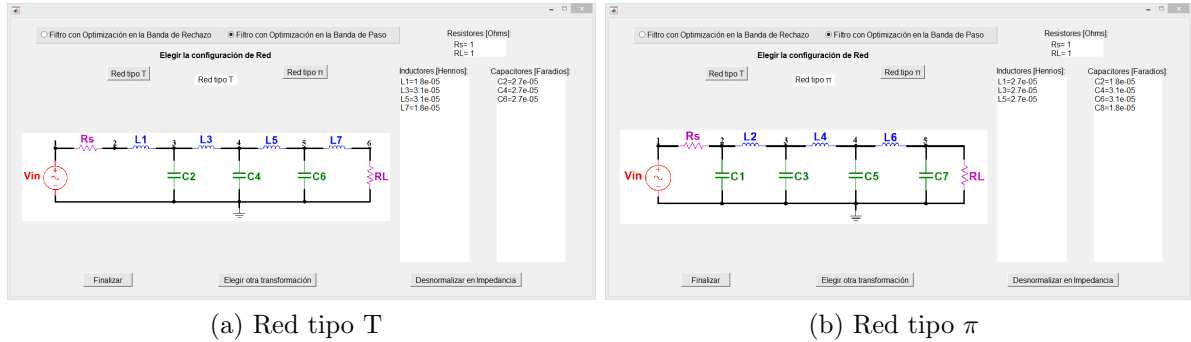 Filtro con Optimización en la Banda de Rechazo Filtro con Optimización en la Banda de Paso
Resistores [Ohms]:
Rs= 1
RL= 1
Elegir la configuración de Red
Red tipo T
Red tipo T
Red tipo π
Inductores [Henrios]:
L1=1.8e-05
L3=3.1e-05
L5=3.1e-05
L7=1.8e-05
Capacitores [Faradios]:
C2=2.7e-05
C4=2.7e-05
C6=2.7e-05
1 Rs 2 L1 3 L3 4 L5 5 L7 6
Vin C2 C4 C6 RL
Finalizar
Elegir otra transformación
Desnormalizar en Impedancia
(a) Red tipo T
Filtro con Optimización en la Banda de Rechazo Filtro con Optimización en la Banda de Paso
Resistores [Ohms]:
Rs= 1
RL= 1
Elegir la configuración de Red
Red tipo T
Red tipo π
Red tipo π
Inductores [Henrios]:
L1=2.7e-05
L3=2.7e-05
L5=2.7e-05
Capacitores [Faradios]:
C2=1.8e-05
C4=3.1e-05
C6=3.1e-05
C8=1.8e-05
1 Rs 2 L2 3 L4 4 L6 5
Vin C1 C3 C5 C7 RL
Finalizar
Elegir otra transformación
Desnormalizar en Impedancia
(b) Red tipo π